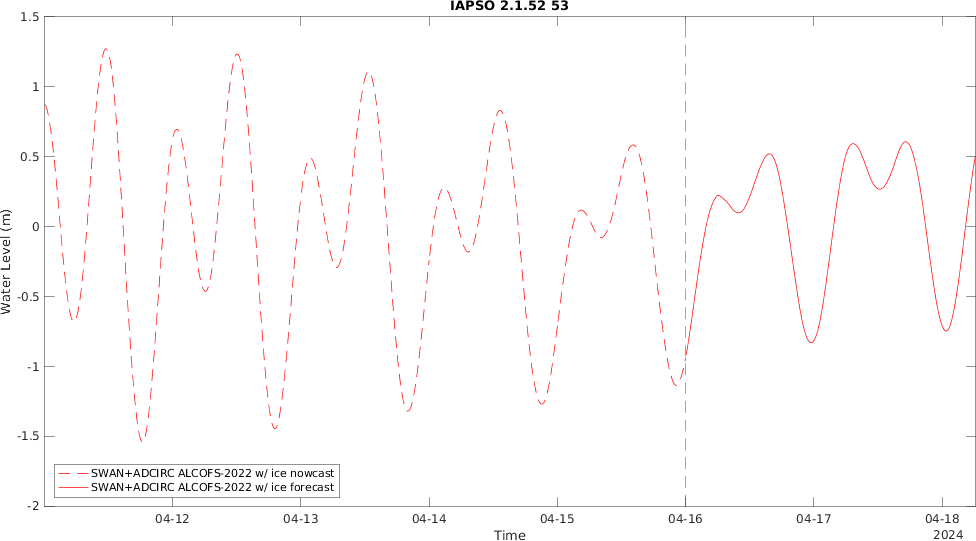 IAPSO 2.1.52 53
1.5
1
0.5
0
-0.5
-1
-1.5
-2
Water Level (m)
SWAN+ADCIRC ALCOFS-2022 w/ ice nowcast
SWAN+ADCIRC ALCOFS-2022 w/ ice forecast
04-12 04-13 04-14 04-15 04-16 04-17 04-18
Time
2024